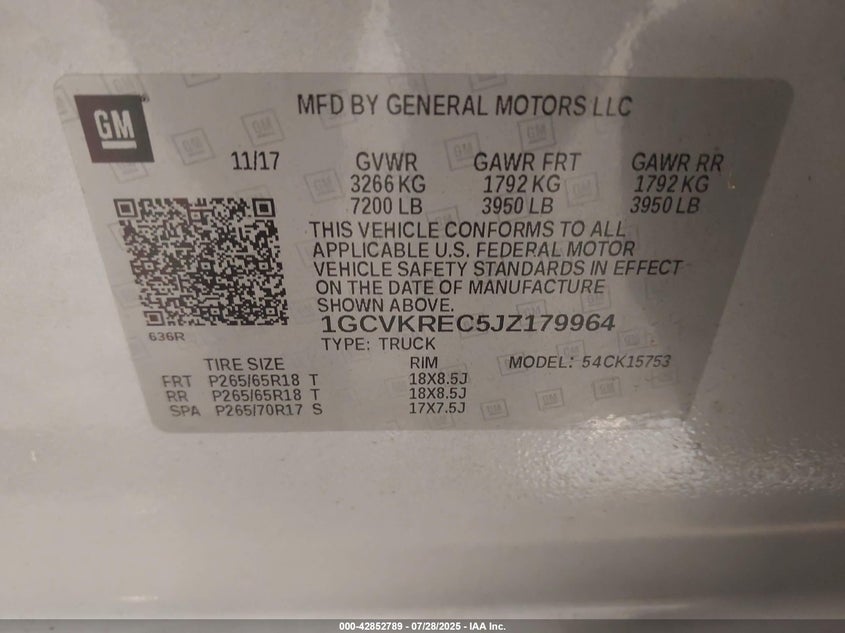 GM
MFD BY GENERAL MOTORS LLC
11/17 GVWR GAWR FRT GAWR RR
3266 KG 1792 KG 1792 KG
7200 LB 3950 LB 3950 LB
THIS VEHICLE CONFORMS TO ALL
APPLICABLE U.S. FEDERAL MOTOR
VEHICLE SAFETY STANDARDS IN EFFECT
ON THE DATE OF MANUFACTURE
SHOWN ABOVE.
1GCVKREC5JZ179964
636R
TYPE: TRUCK
TIRE SIZE RIM MODEL: 54CK15753
FRT P265/65R18 T 18X8.5J
RR P265/65R18 T 18X8.5J
SPA P265/70R17 S 17X7.5J
000-42852789 - 07/28/2025 - IAA Inc.